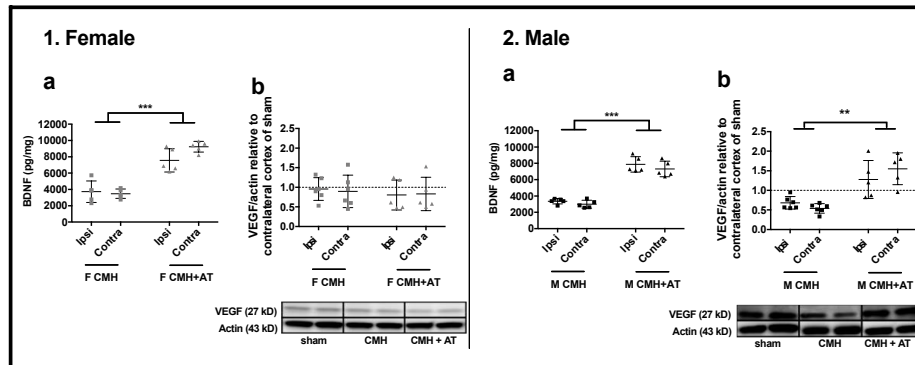 1. Female
a
BDNF (pg/mg)
12000
10000
8000
6000
4000
2000
0
***
Ipsi
Contra
Ipsi
Contra
F CMH
F CMH+AT
b
VEGF/actin relative to
contralateral cortex of sham
2.5
2.0
1.5
1.0
0.5
0.0
Ipsi
Contra
Ipsi
Contra
F CMH
F CMH+AT
VEGF (27 kD)
Actin (43 kD)
sham
CMH
CMH + AT
2. Male
a
BDNF (pg/mg)
12000
10000
8000
6000
4000
2000
0
***
Ipsi
Contra
Ipsi
Contra
M CMH
M CMH+AT
b
VEGF/actin relative to
contralateral cortex of sham
2.5
2.0
1.5
1.0
0.5
0.0
**
Ipsi
Contra
Ipsi
Contra
M CMH
M CMH+AT
VEGF (27 kD)
Actin (43 kD)
sham
CMH
CMH + AT